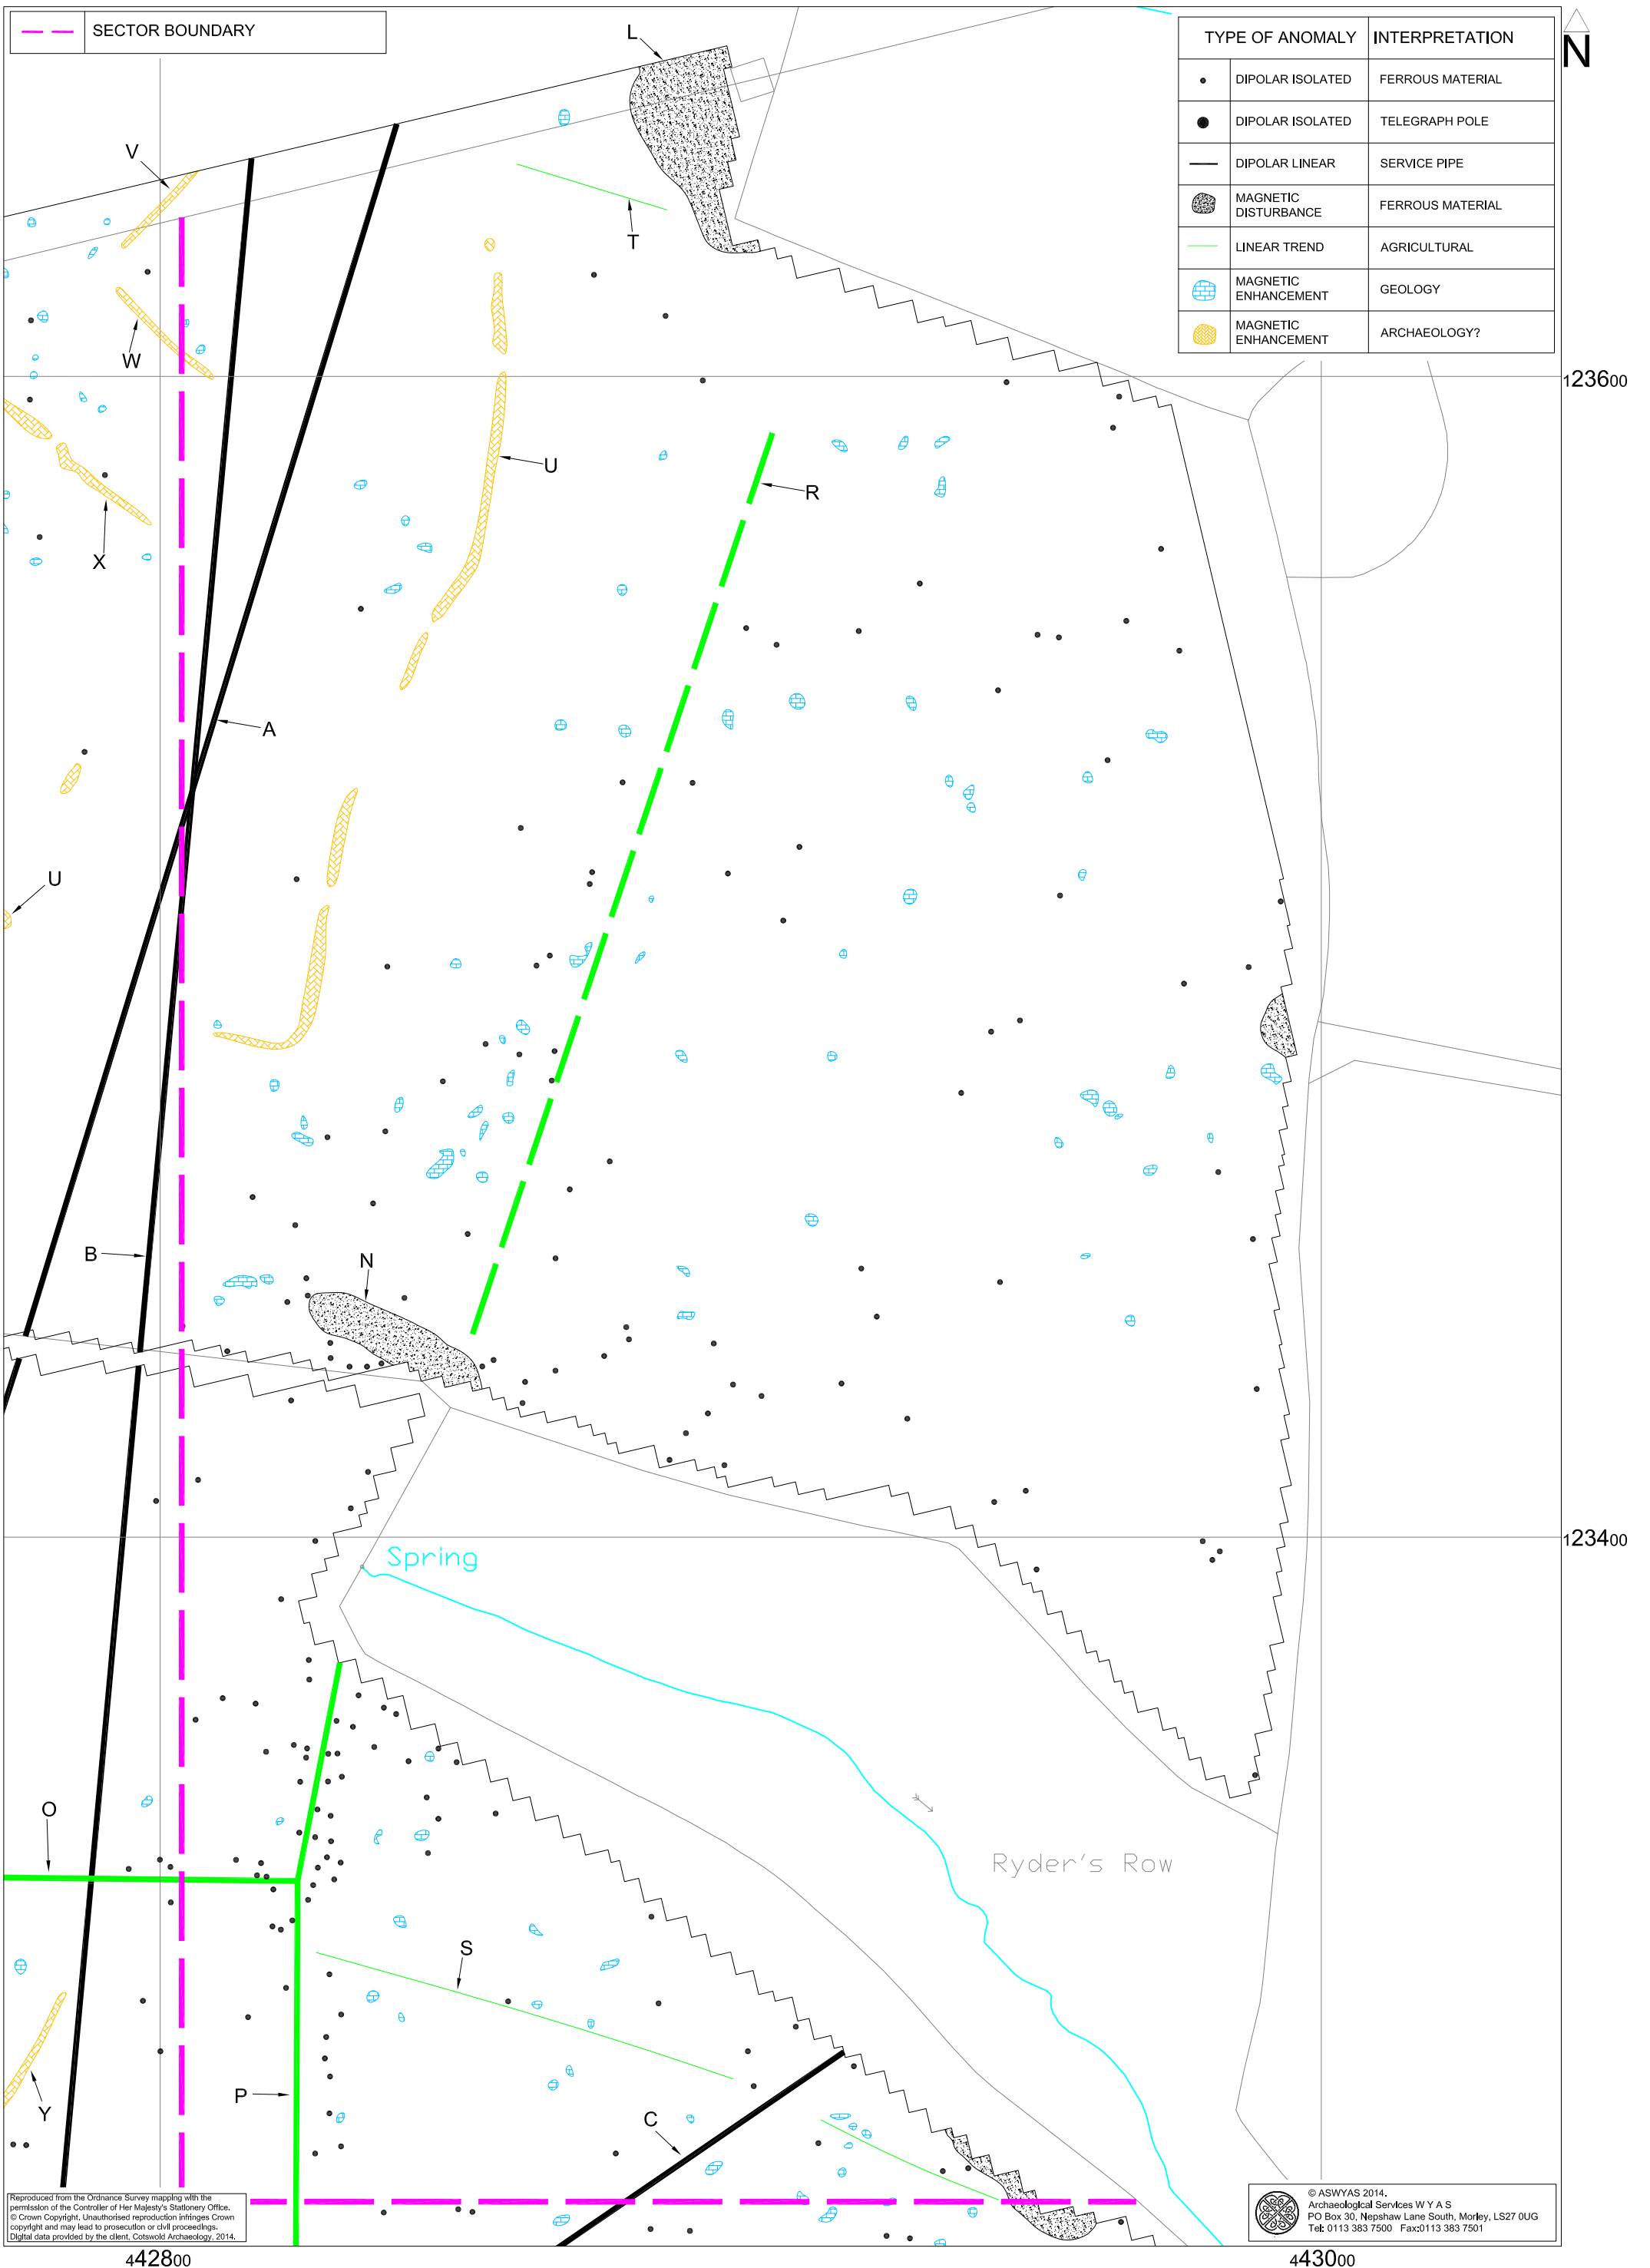 SECTOR BOUNDARY
L
TYPE OF ANOMALY INTERPRETATION
N
DIPOLAR ISOLATED FERROUS MATERIAL
DIPOLAR ISOLATED TELEGRAPH POLE
DIPOLAR LINEAR SERVICE PIPE
MAGNETIC
DISTURBANCE
FERROUS MATERIAL
LINEAR TREND AGRICULTURAL
MAGNETIC
ENHANCEMENT
GEOLOGY
MAGNETIC
ENHANCEMENT
ARCHAEOLOGY?
V
T
W
123600
U
R
X
A
U
B
N
123400
Spring
O
Ryder's Row
S
P
Y
C
Reproduced from the Ordnance Survey mapping with the
permission of the Controller of Her Majesty's Stationery Office.
© Crown Copyright. Unauthorised reproduction infringes Crown
copyright and may lead to prosecution or civil proceedings.
Digital data provided by the client, Cotswold Archaeology, 2014.
© ASWYAS 2014.
Archaeological Services W Y A S
PO Box 30, Nepshaw Lane South, Morley, LS27 0UG
Tel: 0113 383 7500 Fax:0113 383 7501
442800
443000